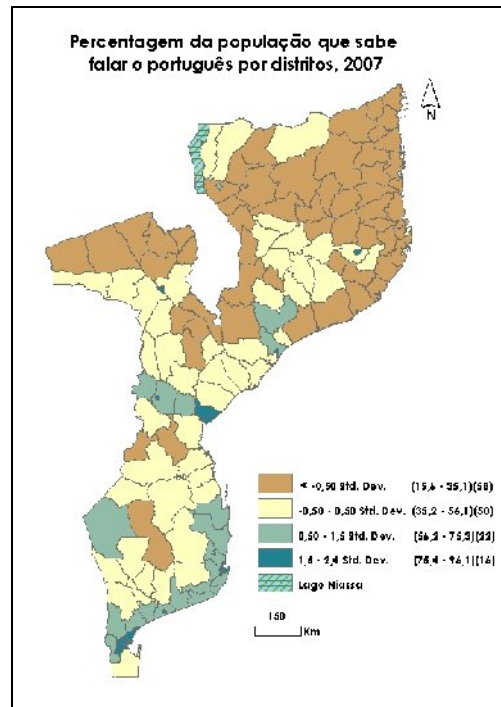 Percentagem da população que sabe
falar o português por distritos, 2007
N
< -0,50 Std. Dev. (15,6 - 35,1)(58)
-0,50 - 0,50 Std. Dev. (35,2 - 56,1)(50)
0,50 - 1,5 Std. Dev. (56,2 - 75,3)(22)
1,5 - 2,4 Std. Dev. (75,4 - 96,1)(16)
Lago Niassa
150
Km